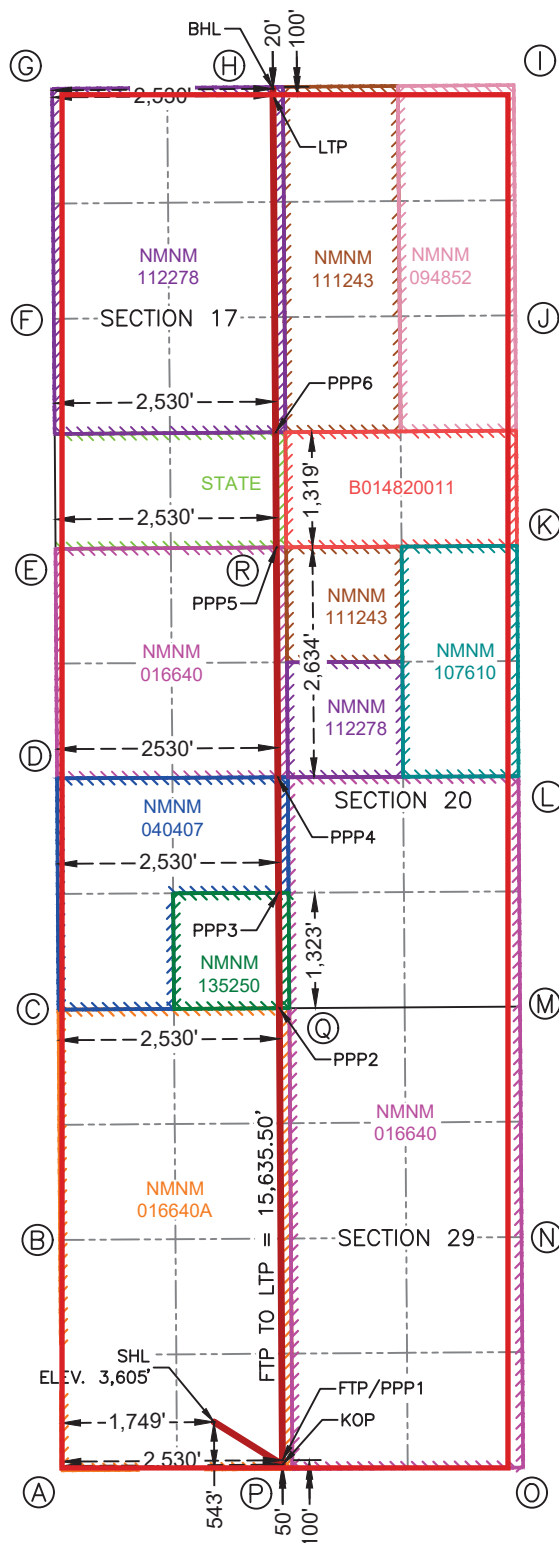 BHL
20'
100'
G
H
I
2,530'
LTP
NMNM
112278
NMNM
111243
NMNM
094852
F
SECTION 17
J
2,530'
PPP6
STATE
1,319'
B014820011
2,530'
K
E
R
PPP5
NMNM
111243
NMNM
016640
2,634'
NMNM
107610
NMNM
112278
D
2530'
L
NMNM
040407
SECTION 20
PPP4
2,530'
PPP3
1,323'
NMNM
135250
C
Q
M
2,530'
PPP2
NMNM
016640
FTP TO LTP = 15,635.50'
NMNM
016640A
B
SECTION 29
N
SHL
ELEV. 3,605'
FTP/PPP1
1,749'
KOP
2,530'
A
P
O
543'
50'
100'